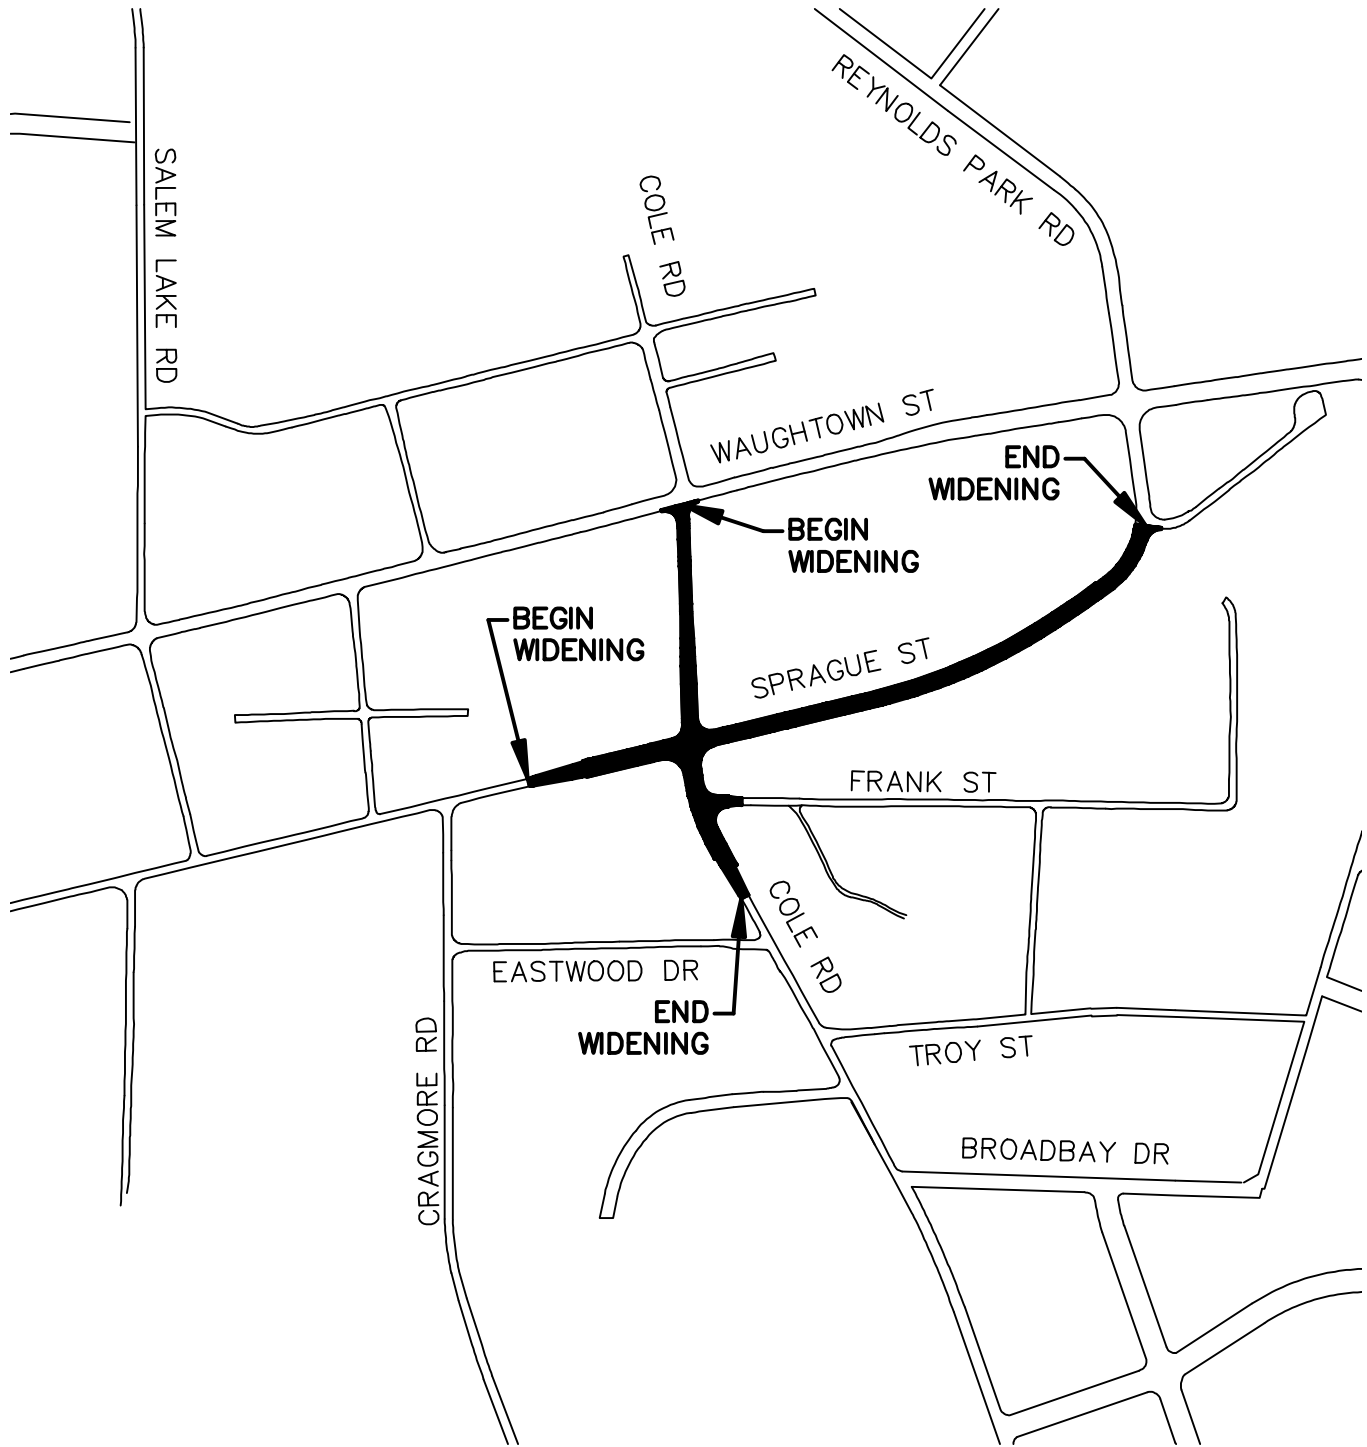 REYNOLDS PARK RD
SALEM LAKE RD
COLE RD
WAUGHTOWN ST
END
WIDENING
BEGIN
WIDENING
BEGIN
WIDENING
SPRAGUE ST
FRANK ST
COLE RD
EASTWOOD DR
END
WIDENING
CRAGMORE RD
TROY ST
BROADBAY DR